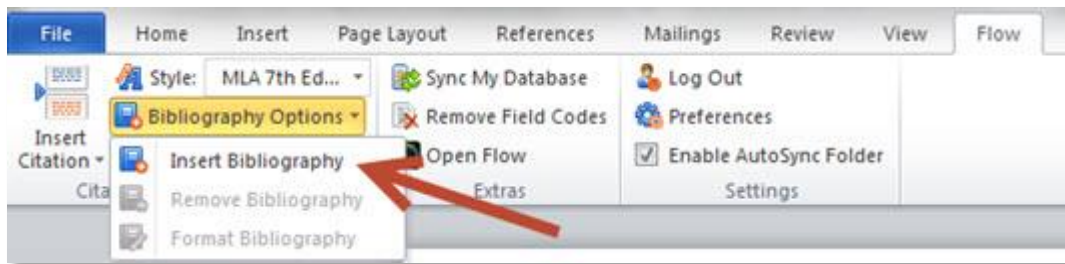 File Home Insert Page Layout References Mailings Review View Flow
Style: MLA 7th Ed... Sync My Database Log Out
Bibliography Options Remove Field Codes Preferences
Insert
Citation
Insert Bibliography Open Flow Enable AutoSync Folder
Remove Bibliography
Format Bibliography
Cita Extras Settings